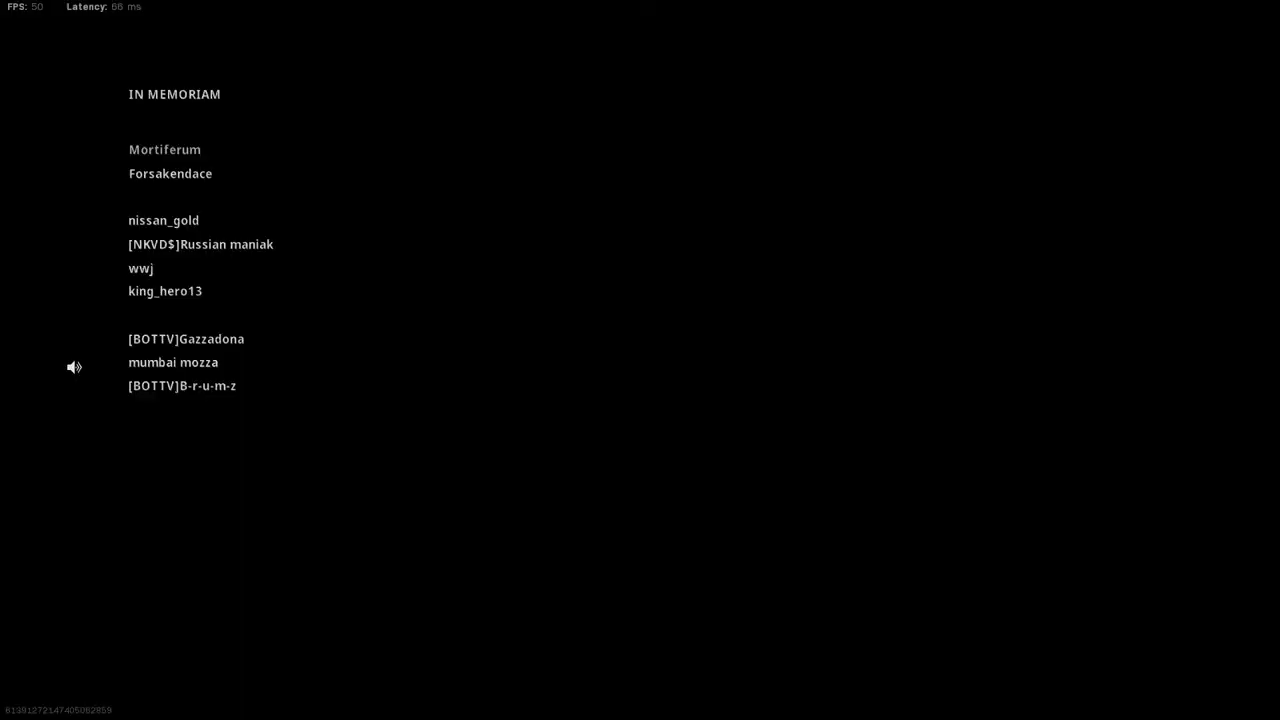 FPS: 50 Latency: 66 ms
IN MEMORIAM
Mortiferum
Forsakendace
nissan_gold
[NKVD$]Russian maniak
wwj
king_hero13
[BOTTV]Gazzadona
mumbai mozza
[BOTTV]B-r-u-m-z